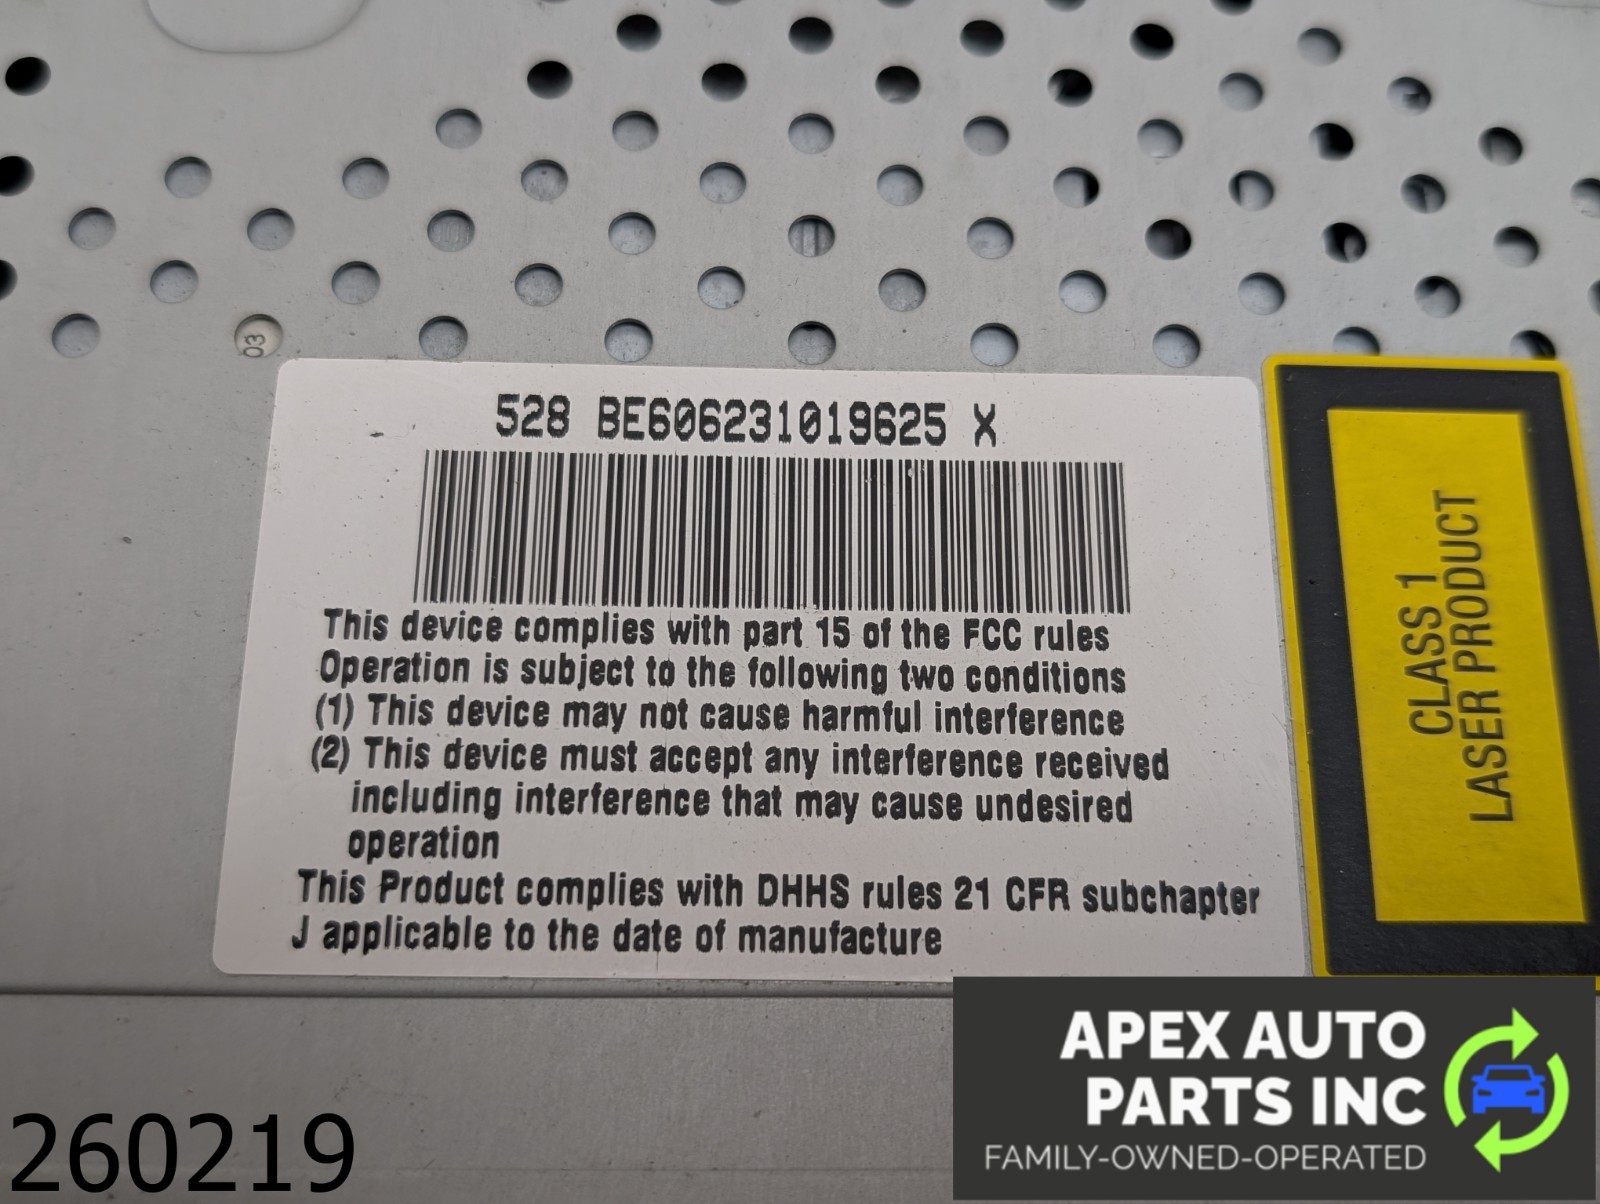 03
528 BE606231019625 X
This device complies with part 15 of the FCC rules
Operation is subject to the following two conditions
(1) This device may not cause harmful interference
(2) This device must accept any interference received
including interference that may cause undesired
operation
This Product complies with DHHS rules 21 CFR subchapter
J applicable to the date of manufacture
CLASS 1
LASER PRODUCT
APEX AUTO
PARTS INC
FAMILY-OWNED-OPERATED
260219